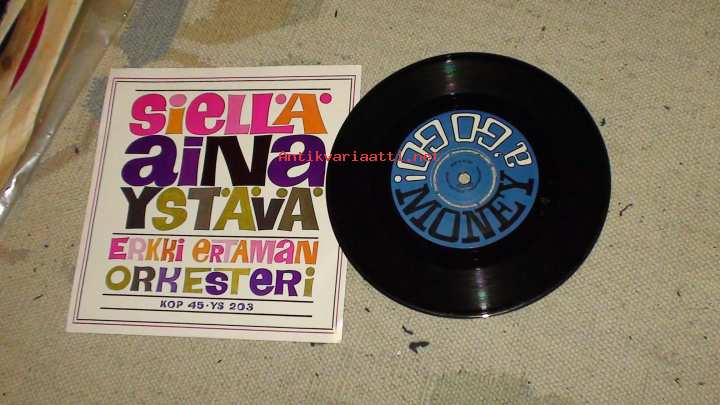 SiELLÄ
AiNA
YSTÄVÄ
ERKKi ERTAMAN
ORKESTERi
KOP 45-YS 203
Antikvariaatti.net
MONEY